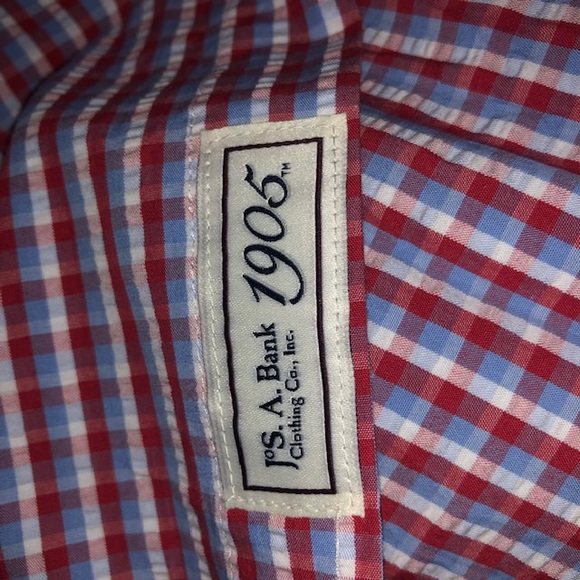 JoS. A. Bank 1905™
Clothing Co., Inc.